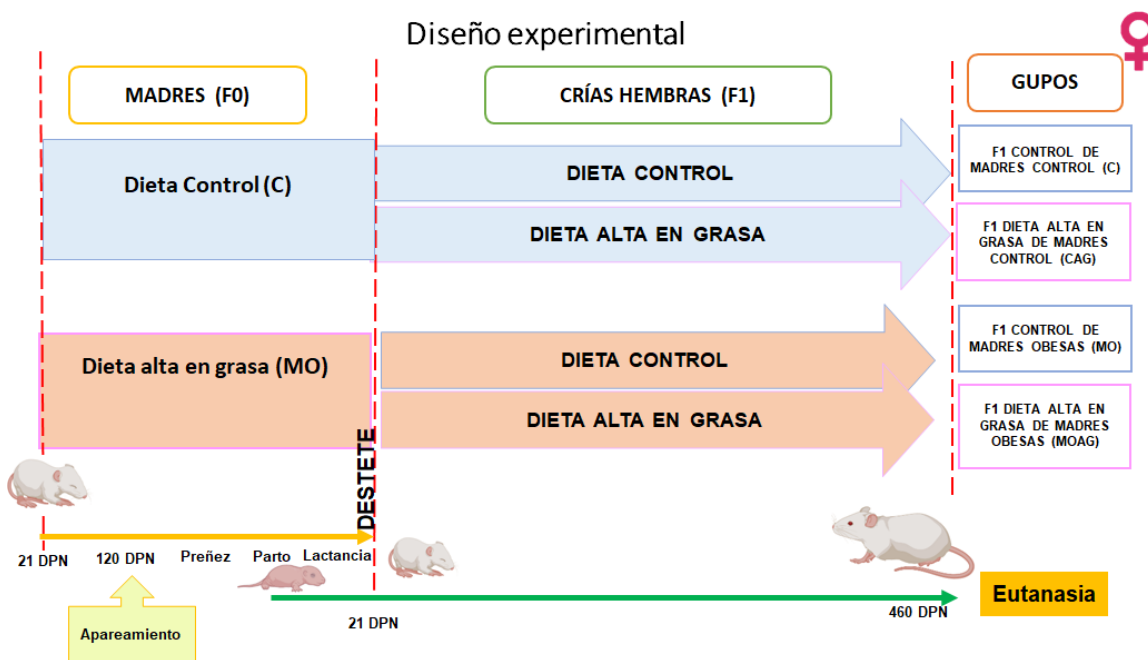 Diseño experimental
MADRES (F0)
CRÍAS HEMBRAS (F1)
GUPOS
Dieta Control (C)
DIETA CONTROL
DIETA ALTA EN GRASA
F1 CONTROL DE
MADRES CONTROL (C)
F1 DIETA ALTA EN
GRASA DE MADRES
CONTROL (CAG)
Dieta alta en grasa (MO)
DIETA CONTROL
DIETA ALTA EN GRASA
F1 CONTROL DE
MADRES OBESAS (MO)
F1 DIETA ALTA EN
GRASA DE MADRES
OBESAS (MOAG)
DESTETE
21 DPN
120 DPN
Preñez
Parto
Lactancia
Apareamiento
21 DPN
460 DPN
Eutanasia